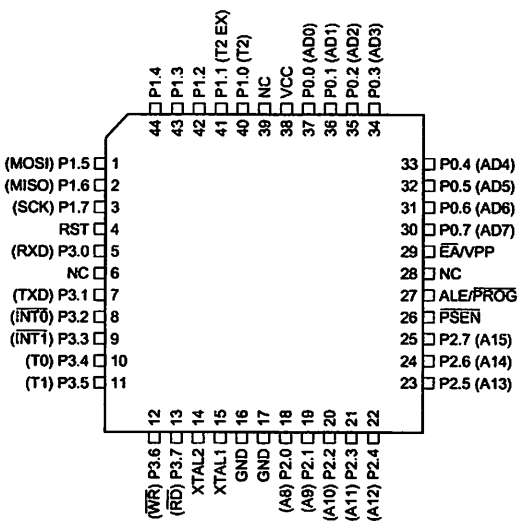 P1.4
P1.3
P1.2
P1.1 (T2 EX)
P1.0 (T2)
NC
VCC
P0.0 (AD0)
P0.1 (AD1)
P0.2 (AD2)
P0.3 (AD3)
44
43
42
41
40
39
38
37
36
35
34
(MOSI) P1.5 1
(MISO) P1.6 2
(SCK) P1.7 3
RST 4
(RXD) P3.0 5
NC 6
(TXD) P3.1 7
(INT0) P3.2 8
(INT1) P3.3 9
(T0) P3.4 10
(T1) P3.5 11
33 P0.4 (AD4)
32 P0.5 (AD5)
31 P0.6 (AD6)
30 P0.7 (AD7)
29 EA/VPP
28 NC
27 ALE/PROG
26 PSEN
25 P2.7 (A15)
24 P2.6 (A14)
23 P2.5 (A13)
12
13
14
15
16
17
18
19
20
21
22
(WR) P3.6
(RD) P3.7
XTAL2
XTAL1
GND
GND
(A8) P2.0
(A9) P2.1
(A10) P2.2
(A11) P2.3
(A12) P2.4